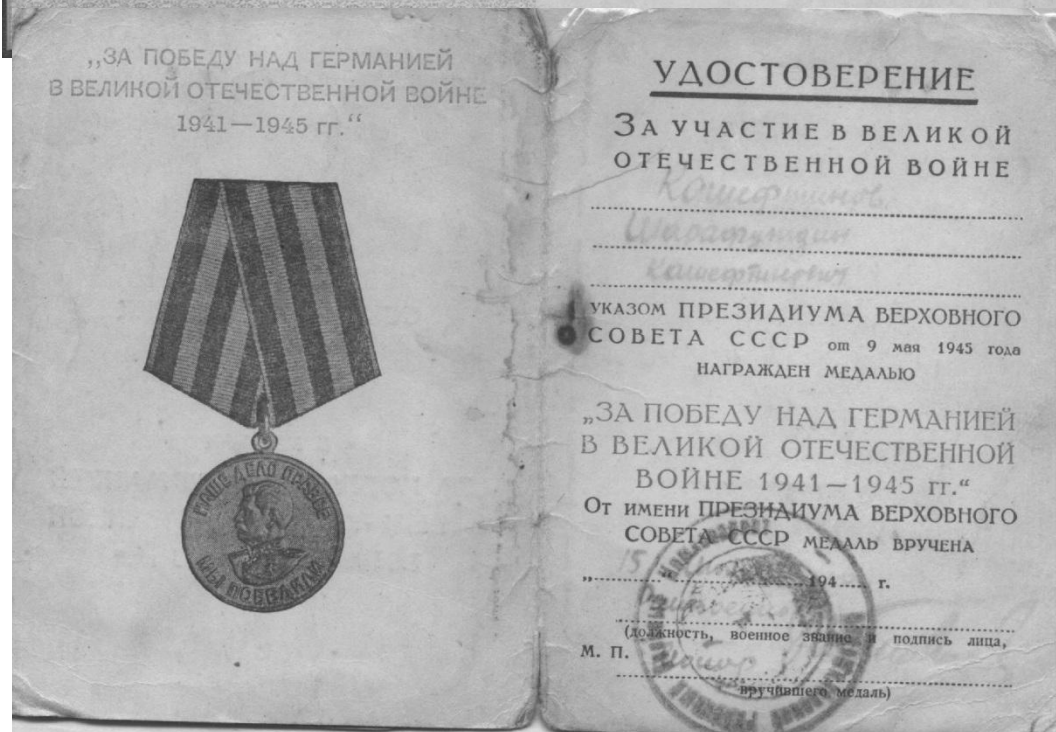 „ЗА ПОБЕДУ НАД ГЕРМАНИЕЙ
В ВЕЛИКОЙ ОТЕЧЕСТВЕННОЙ ВОЙНЕ
1941—1945 гг.“
НАШЕ ДЕЛО ПРАВОЕ
МЫ ПОБЕДИЛИ
УДОСТОВЕРЕНИЕ
ЗА УЧАСТИЕ В ВЕЛИКОЙ
ОТЕЧЕСТВЕННОЙ ВОЙНЕ
УКАЗОМ ПРЕЗИДИУМА ВЕРХОВНОГО
СОВЕТА СССР от 9 мая 1945 года
НАГРАЖДЕН МЕДАЛЬЮ
„ЗА ПОБЕДУ НАД ГЕРМАНИЕЙ
В ВЕЛИКОЙ ОТЕЧЕСТВЕННОЙ
ВОЙНЕ 1941—1945 гг.“
От имени ПРЕЗИДИУМА ВЕРХОВНОГО
СОВЕТА СССР МЕДАЛЬ ВРУЧЕНА
„15 194 г.
(должность, военное звание и подпись лица,
М. П. майор
вручившего медаль)